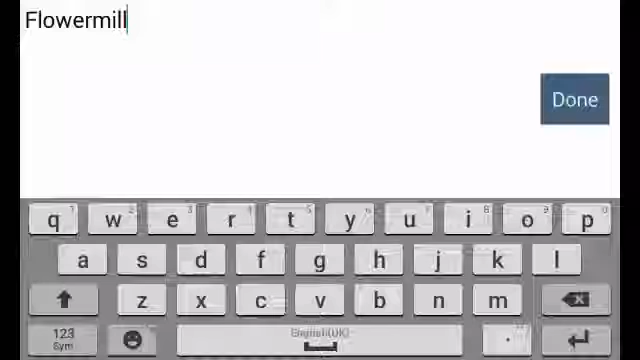 Flowermill
Done
q w e r t y u i o p
a s d f g h j k l
z x c v b n m
123
Sym
English(UK)
.